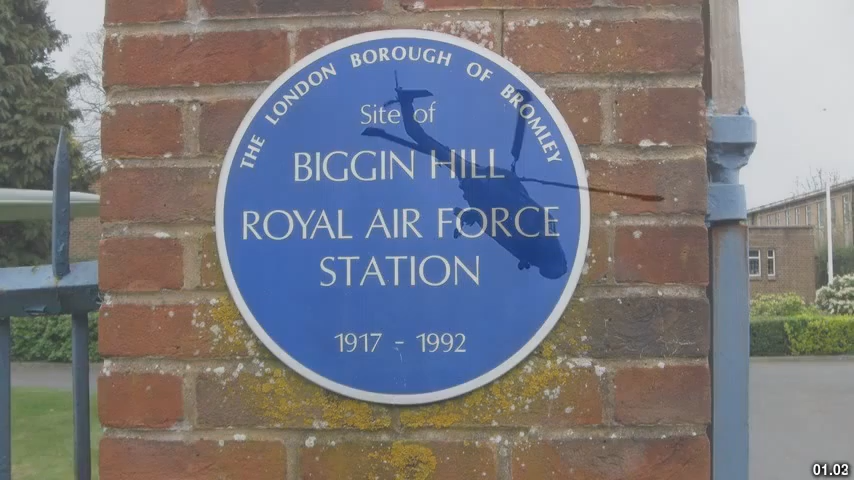 THE LONDON BOROUGH OF BROMLEY
Site of
BIGGIN HILL
ROYAL AIR FORCE
STATION
1917 - 1992
01.02